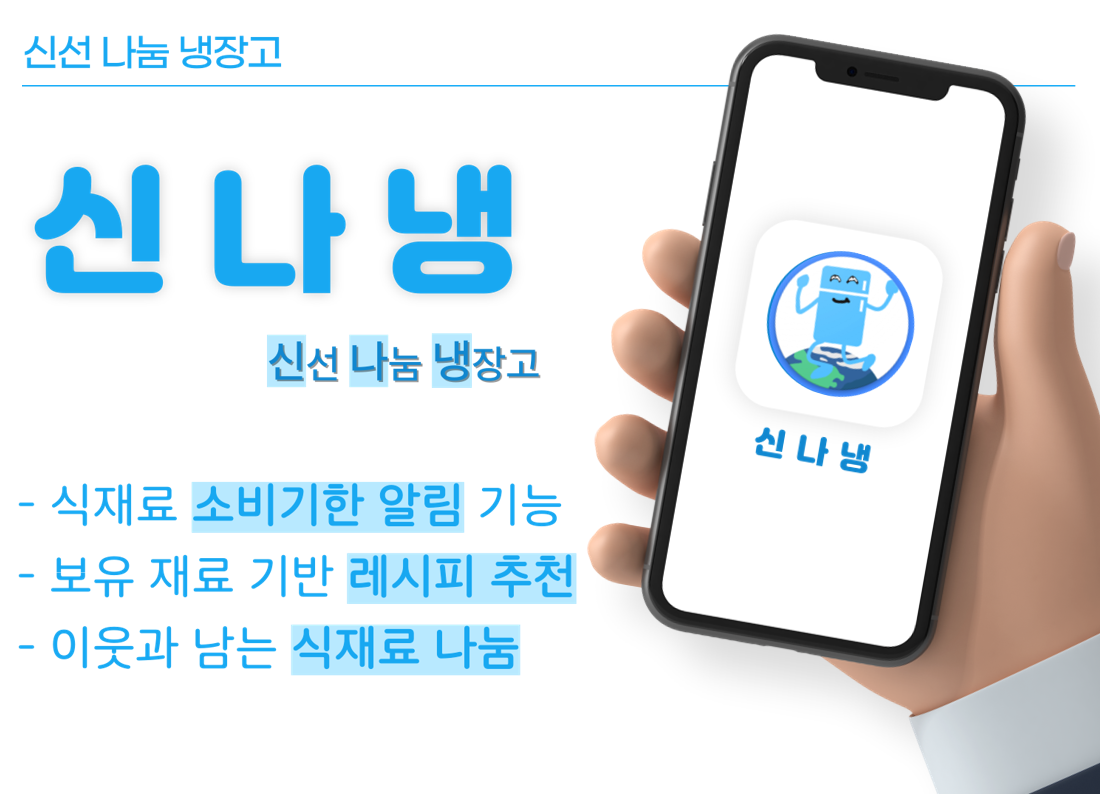 신선 나눔 냉장고
신 나 냉
신선 나눔 냉장고
- 식재료 소비기한 알림 기능
- 보유 재료 기반 레시피 추천
- 이웃과 남는 식재료 나눔
신 나 냉